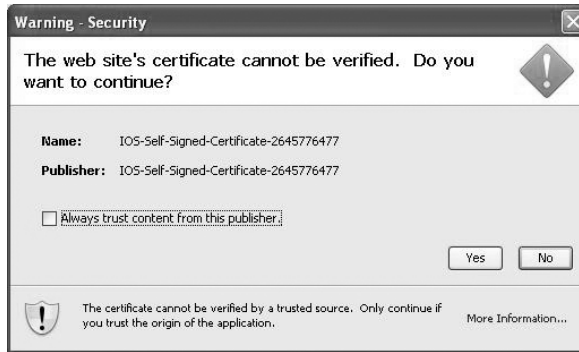 Warning - Security
The web site's certificate cannot be verified. Do you
want to continue?
Name: IOS-Self-Signed-Certificate-2645776477
Publisher: IOS-Self-Signed-Certificate-2645776477
Always trust content from this publisher.
Yes No
The certificate cannot be verified by a trusted source. Only continue if
you trust the origin of the application.
More Information...